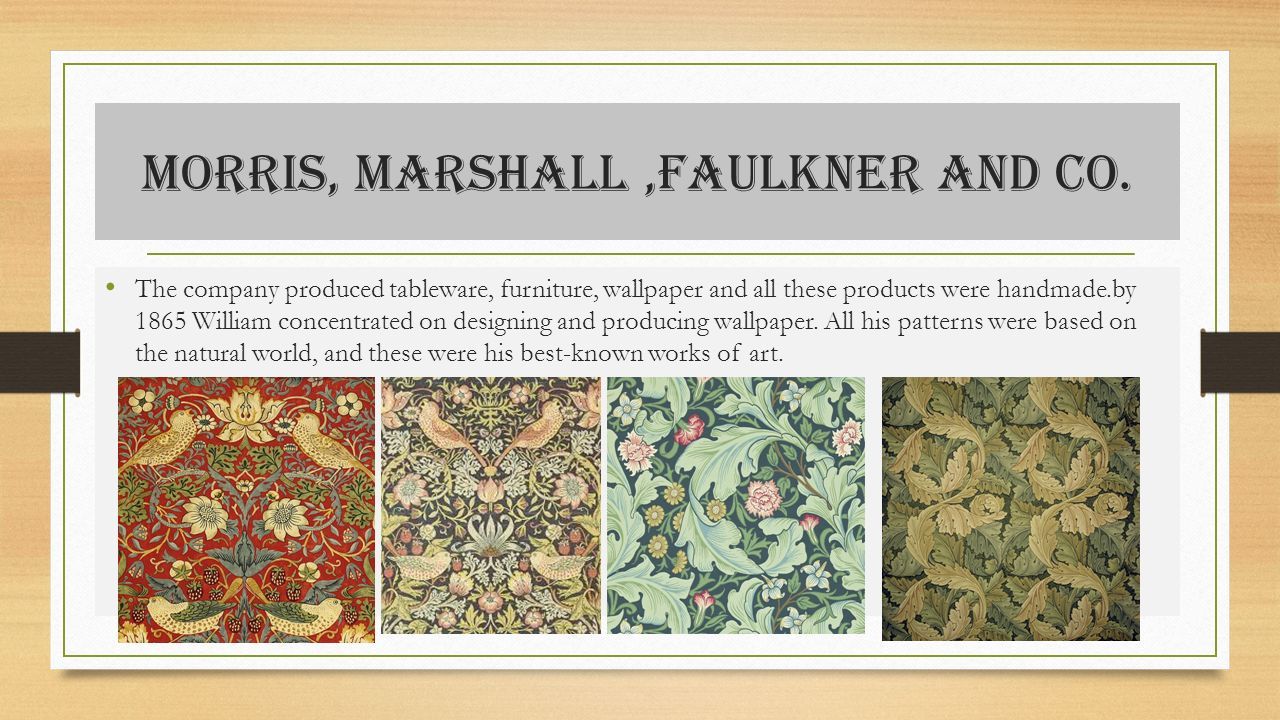 MORRIS, MARSHALL ,FAULKNER AND CO.
• The company produced tableware, furniture, wallpaper and all these products were handmade.by
1865 William concentrated on designing and producing wallpaper. All his patterns were based on
the natural world, and these were his best-known works of art.